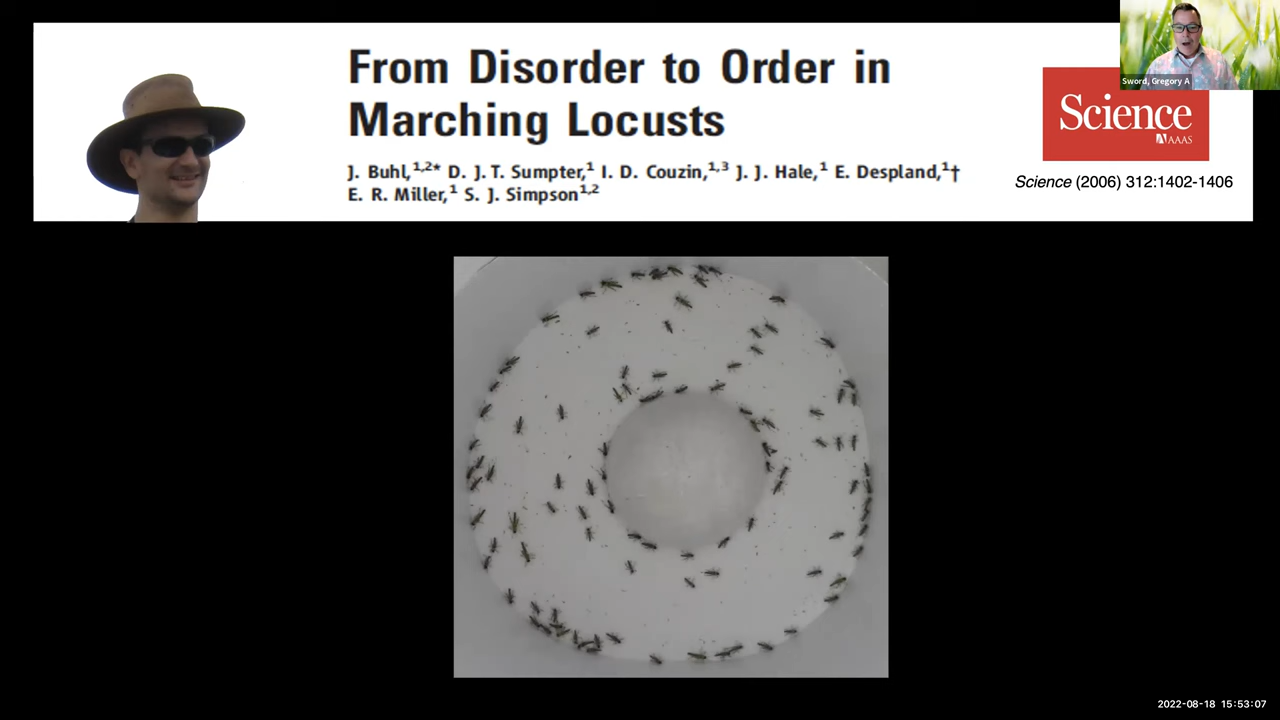 From Disorder to Order in
Marching Locusts
J. Buhl,1,2* D. J. T. Sumpter,1 I. D. Couzin,1,3 J. J. Hale,1 E. Despland,1†
E. R. Miller,1 S. J. Simpson1,2
Sword, Gregory A
Science
AAAS
Science (2006) 312:1402-1406
2022-08-18 15:53:07